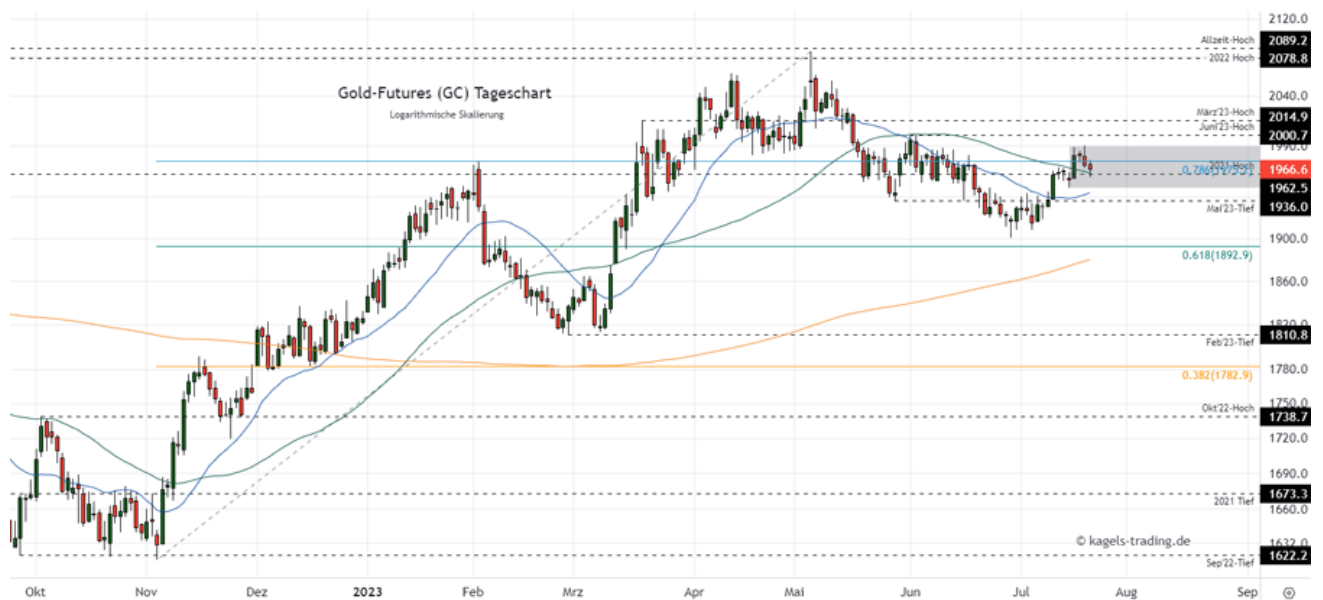 2120.0
Allzeit-Hoch 2089.2
2022 Hoch 2078.8
Gold-Futures (GC) Tageschart
Logarithmische Skalierung
2040.0
März'23-Hoch 2014.9
Juni'23-Hoch 2000.7
1990.0
2021-Hoch
1966.6
1962.5
Mai'23-Tief 1936.0
1900.0
0.618(1892.9)
1860.0
1820.0
1810.8
Feb'23-Tief
1780.0
0.382(1782.9)
1750.0
Okt'22-Hoch
1738.7
1720.0
1690.0
1673.3
2021 Tief
1660.0
© kagels-trading.de
1632.0
1622.2
Sep'22-Tief
Okt Nov Dez 2023 Feb Mrz Apr Mai Jun Jul Aug Sep